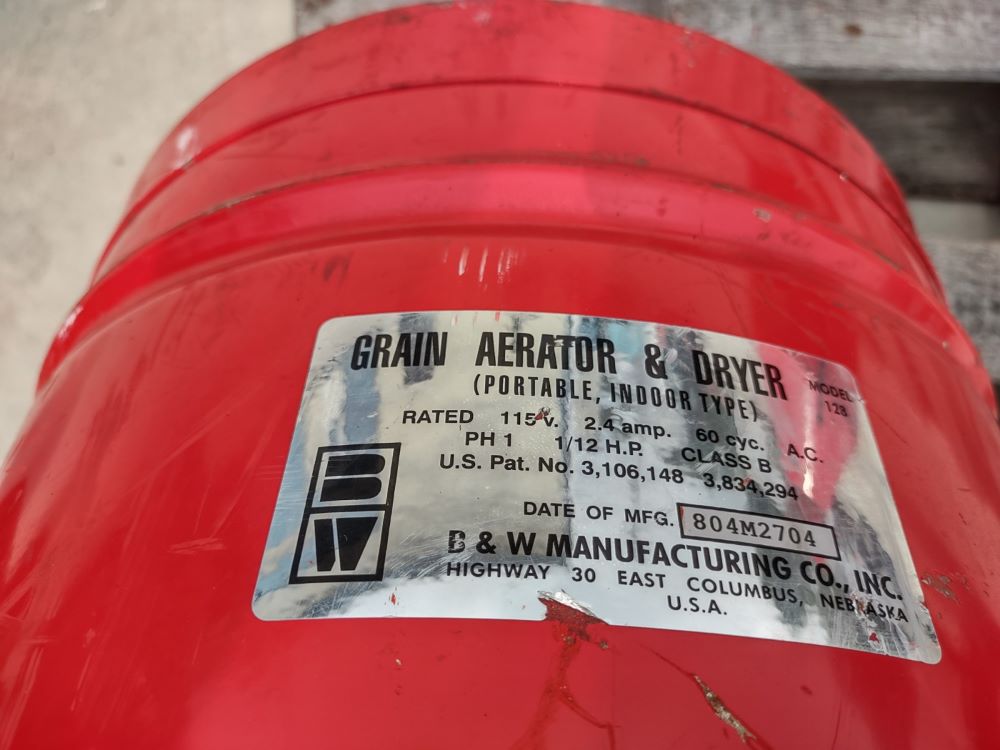 GRAIN AERATOR & DRYER
(PORTABLE, INDOOR TYPE)
MODEL
128
RATED 115 v. 2.4 amp. 60 cyc. A.C.
PH 1 1/12 H.P. CLASS B
U.S. Pat. No. 3,106,148 3,834,294
DATE OF MFG. 804M2704
BW
B & W MANUFACTURING CO., INC.
HIGHWAY 30 EAST COLUMBUS, NEBRASKA
U.S.A.